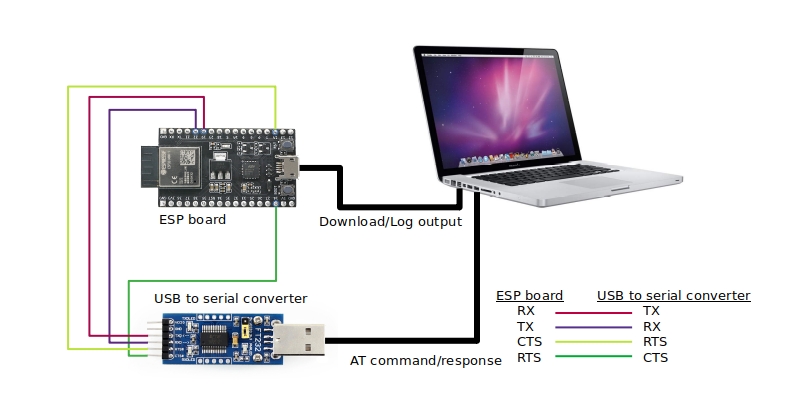 ESP board
Download/Log output
USB to serial converter
FT232
AT command/response
ESP board USB to serial converter
RX TX
TX RX
CTS RTS
RTS CTS